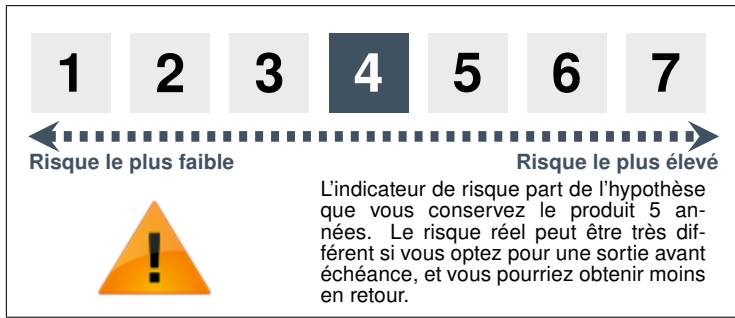 1 2 3 4 5 6 7
Risque le plus faible Risque le plus élevé
L'indicateur de risque part de l'hypothèse
que vous conservez le produit 5 an-
nées. Le risque réel peut être très dif-
férent si vous optez pour une sortie avant
échéance, et vous pourriez obtenir moins
en retour.